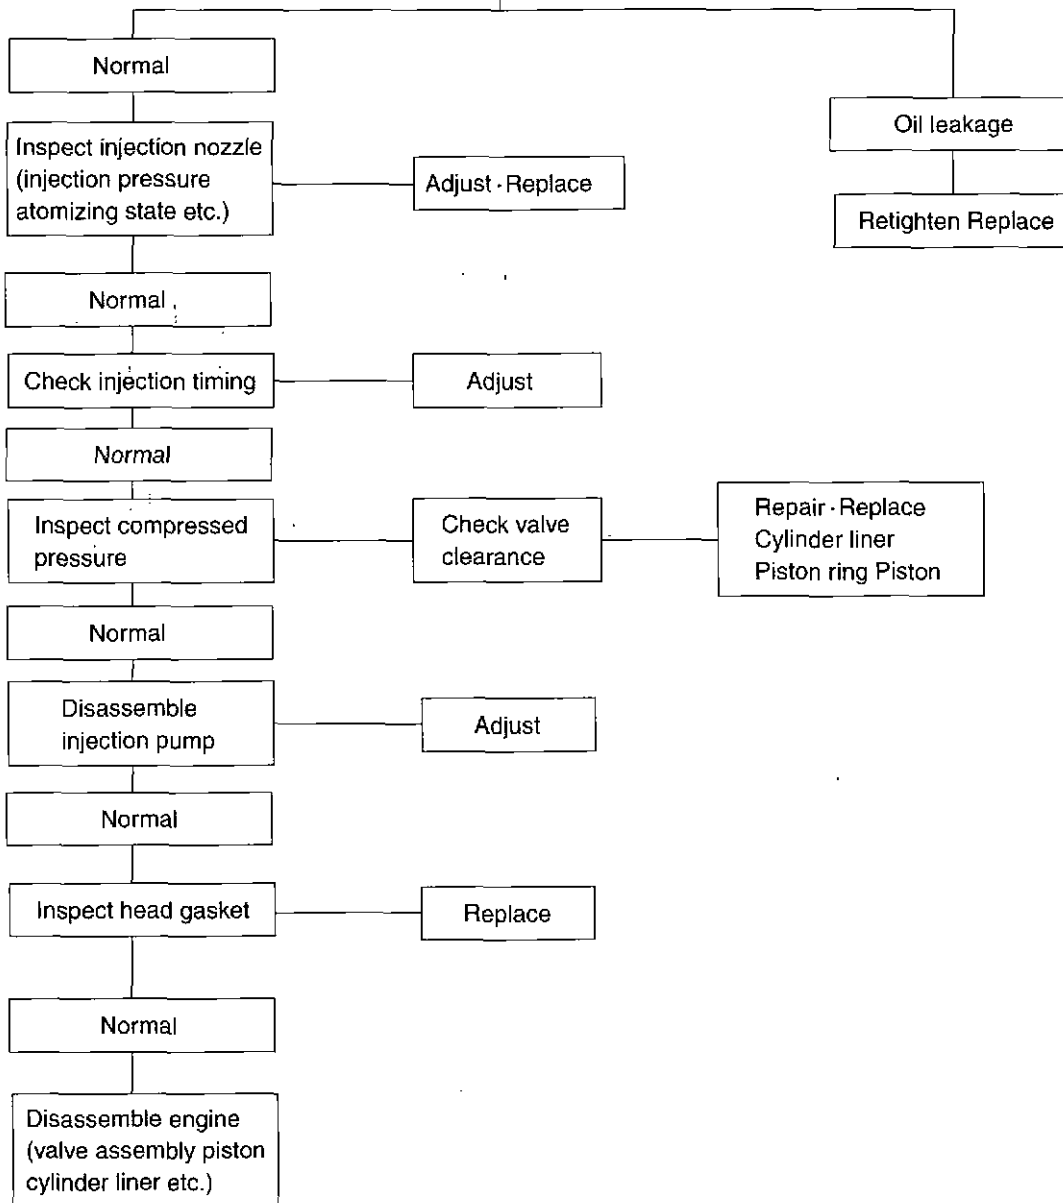 Normal
Oil leakage
Inspect injection nozzle
(injection pressure
atomizing state etc.)
Adjust · Replace
Retighten Replace
Normal
Check injection timing
Adjust
Normal
Inspect compressed
pressure
Check valve
clearance
Repair · Replace
Cylinder liner
Piston ring Piston
Normal
Disassemble
injection pump
Adjust
Normal
Inspect head gasket
Replace
Normal
Disassemble engine
(valve assembly piston
cylinder liner etc.)